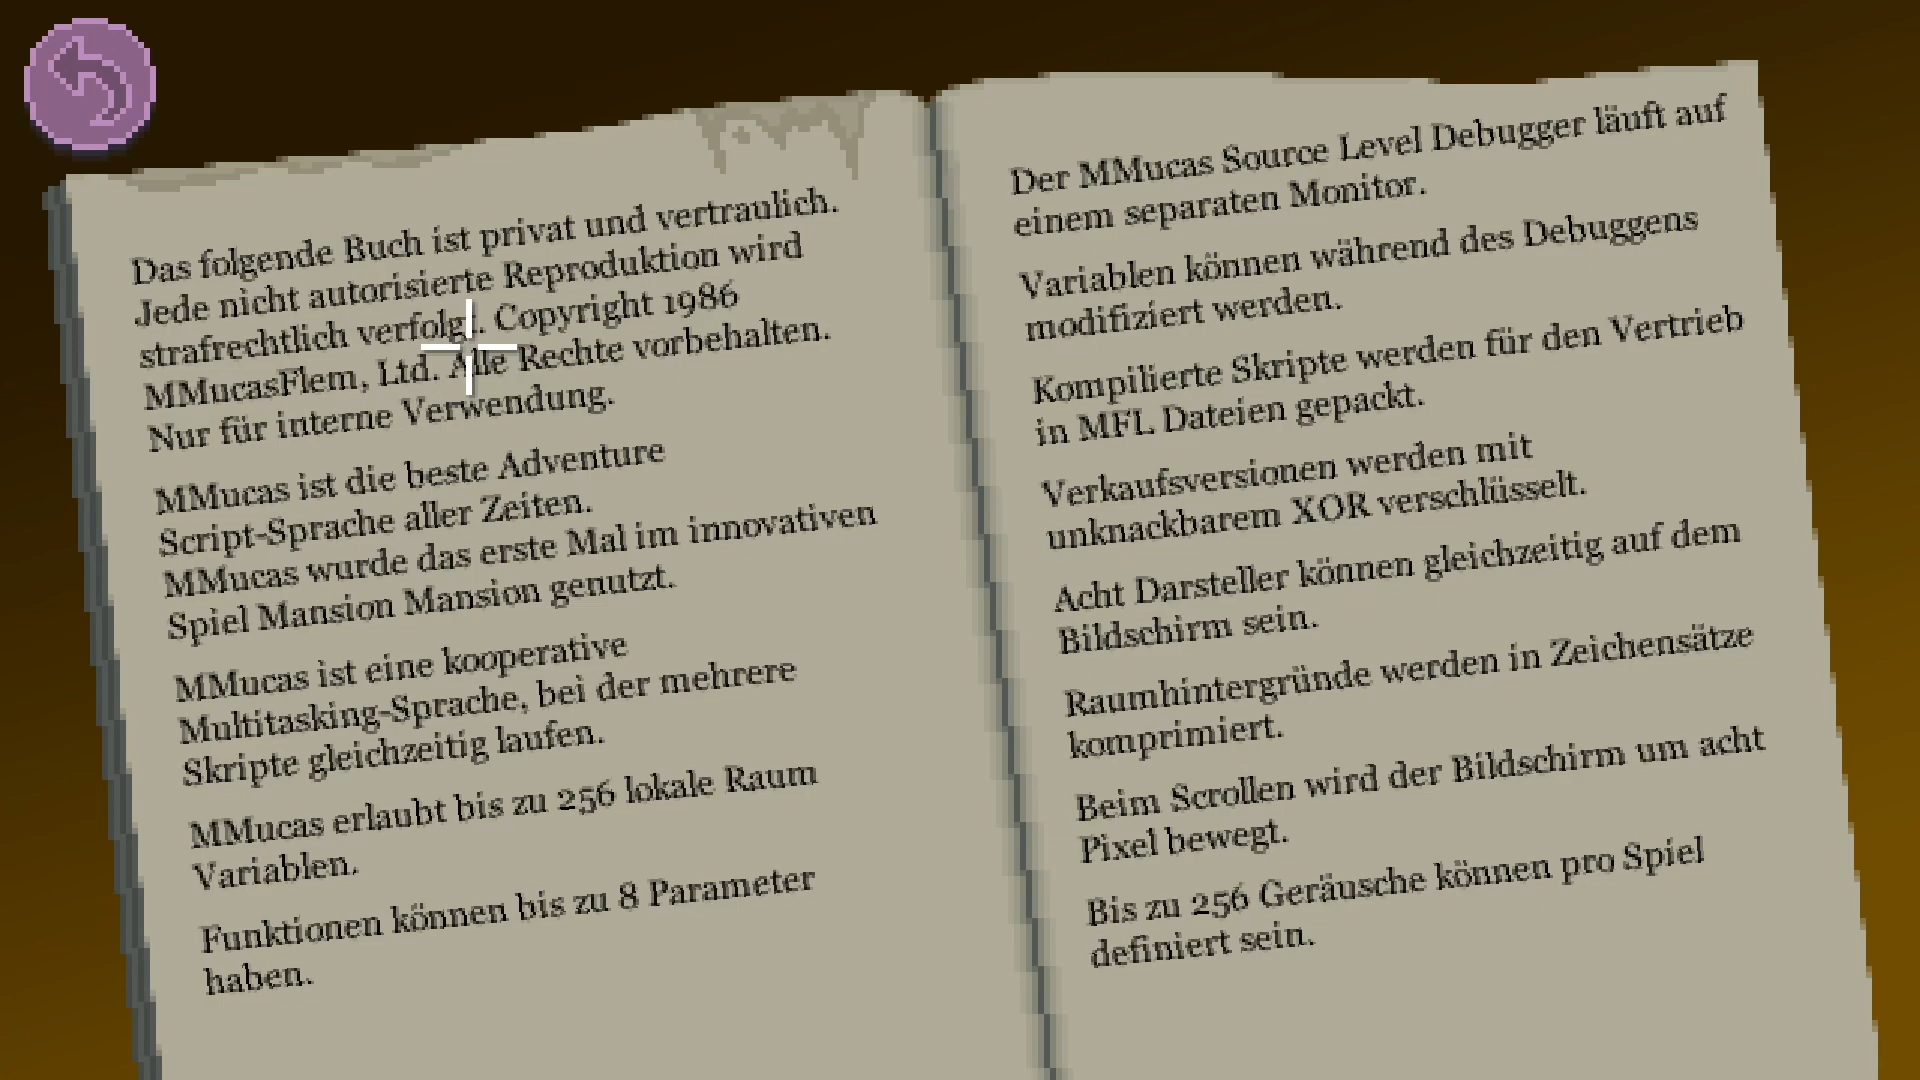 Das folgende Buch ist privat und vertraulich.
Jede nicht autorisierte Reproduktion wird
strafrechtlich verfolgt. Copyright 1986
MMucasFlem, Ltd. Alle Rechte vorbehalten.
Nur für interne Verwendung.
MMucas ist die beste Adventure
Script-Sprache aller Zeiten.
MMucas wurde das erste Mal im innovativen
Spiel Mansion Mansion genutzt.
MMucas ist eine kooperative
Multitasking-Sprache, bei der mehrere
Skripte gleichzeitig laufen.
MMucas erlaubt bis zu 256 lokale Raum
Variablen.
Funktionen können bis zu 8 Parameter
haben.
Der MMucas Source Level Debugger läuft auf
einem separaten Monitor.
Variablen können während des Debuggens
modifiziert werden.
Kompilierte Skripte werden für den Vertrieb
in MFL Dateien gepackt.
Verkaufsversionen werden mit
unknackbarem XOR verschlüsselt.
Acht Darsteller können gleichzeitig auf dem
Bildschirm sein.
Raumhintergründe werden in Zeichensätze
komprimiert.
Beim Scrollen wird der Bildschirm um acht
Pixel bewegt.
Bis zu 256 Geräusche können pro Spiel
definiert sein.